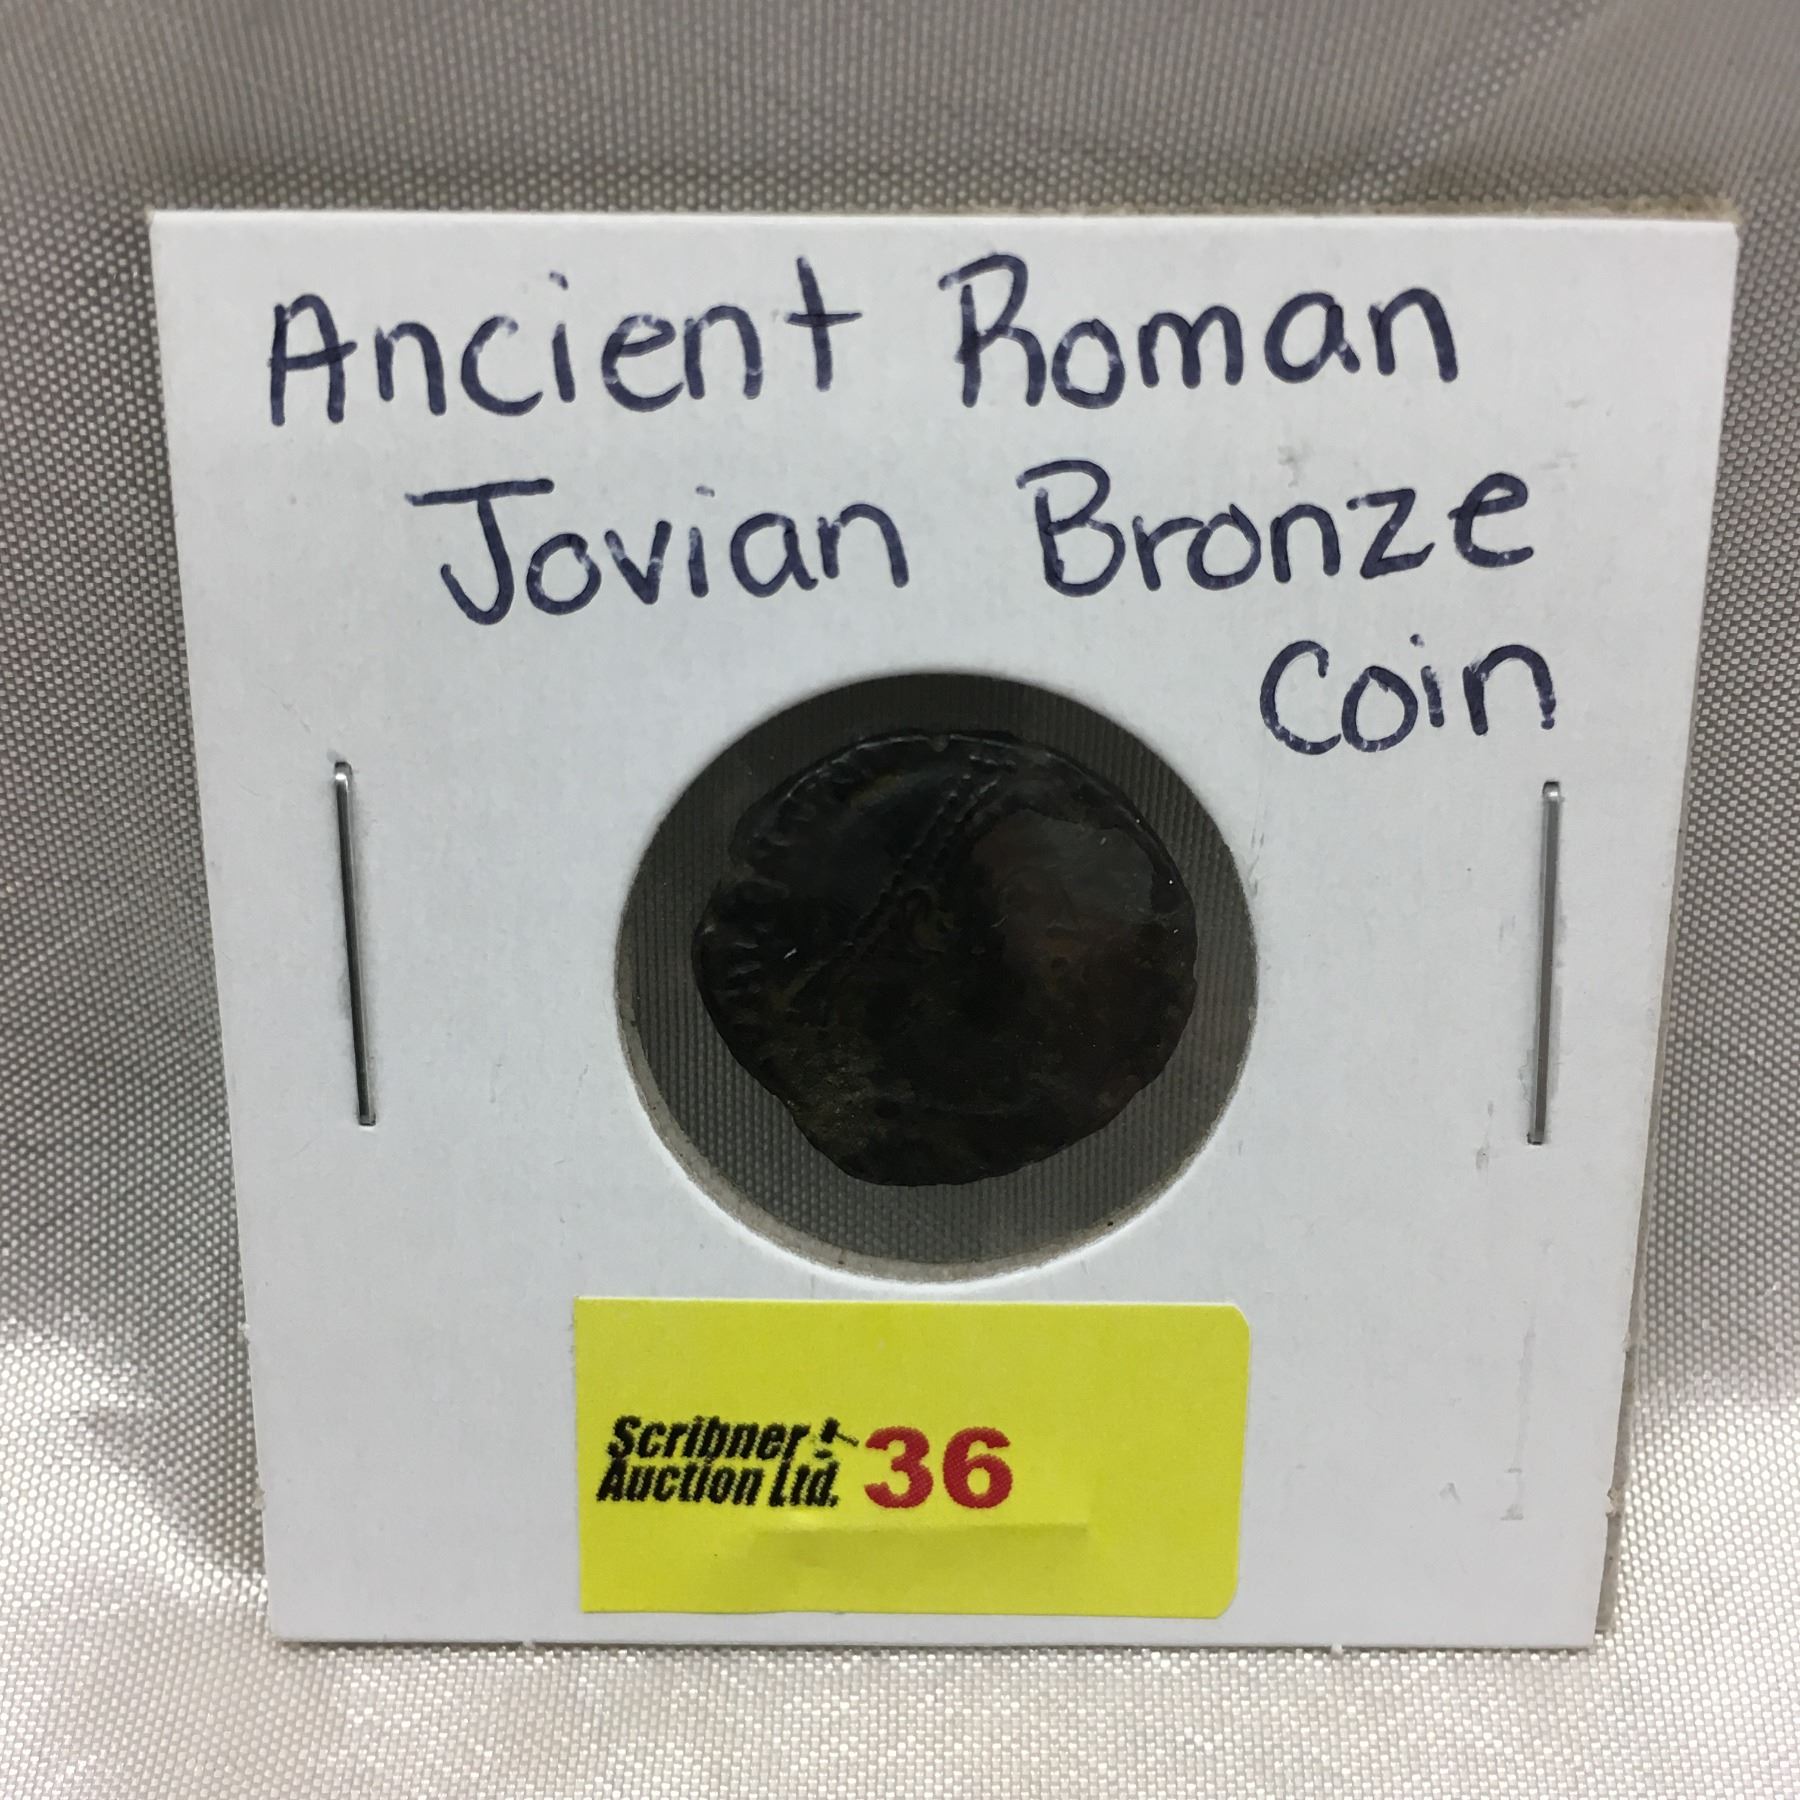 Ancient Roman
Jovian Bronze
Coin
Scribner
Auction Ltd.
36